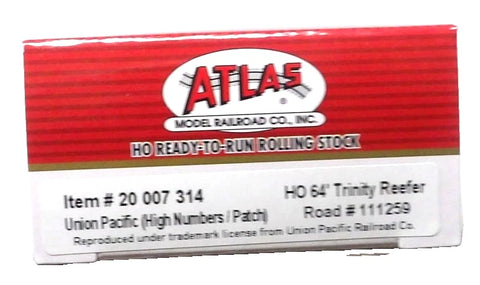 ATLAS
®
MODEL RAILROAD CO., INC.
HO READY-TO-RUN ROLLING STOCK
Item # 20 007 314 HO 64' Trinity Reefer
Union Pacific (High Numbers / Patch) Road # 111259
Reproduced under trademark license from Union Pacific Railroad Co.